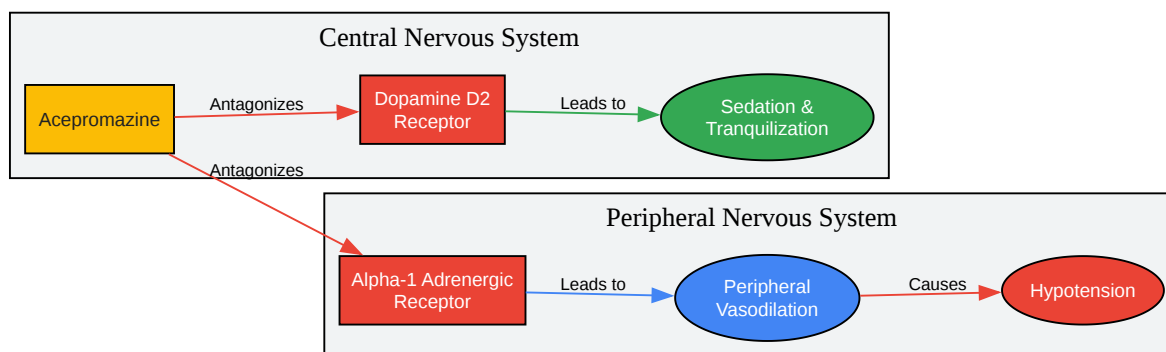 Central Nervous System
Acepromazine
Antagonizes
Dopamine D2
Receptor
Leads to
Sedation &
Tranquilization
Antagonizes
Peripheral Nervous System
Alpha-1 Adrenergic
Receptor
Leads to
Peripheral
Vasodilation
Causes
Hypotension